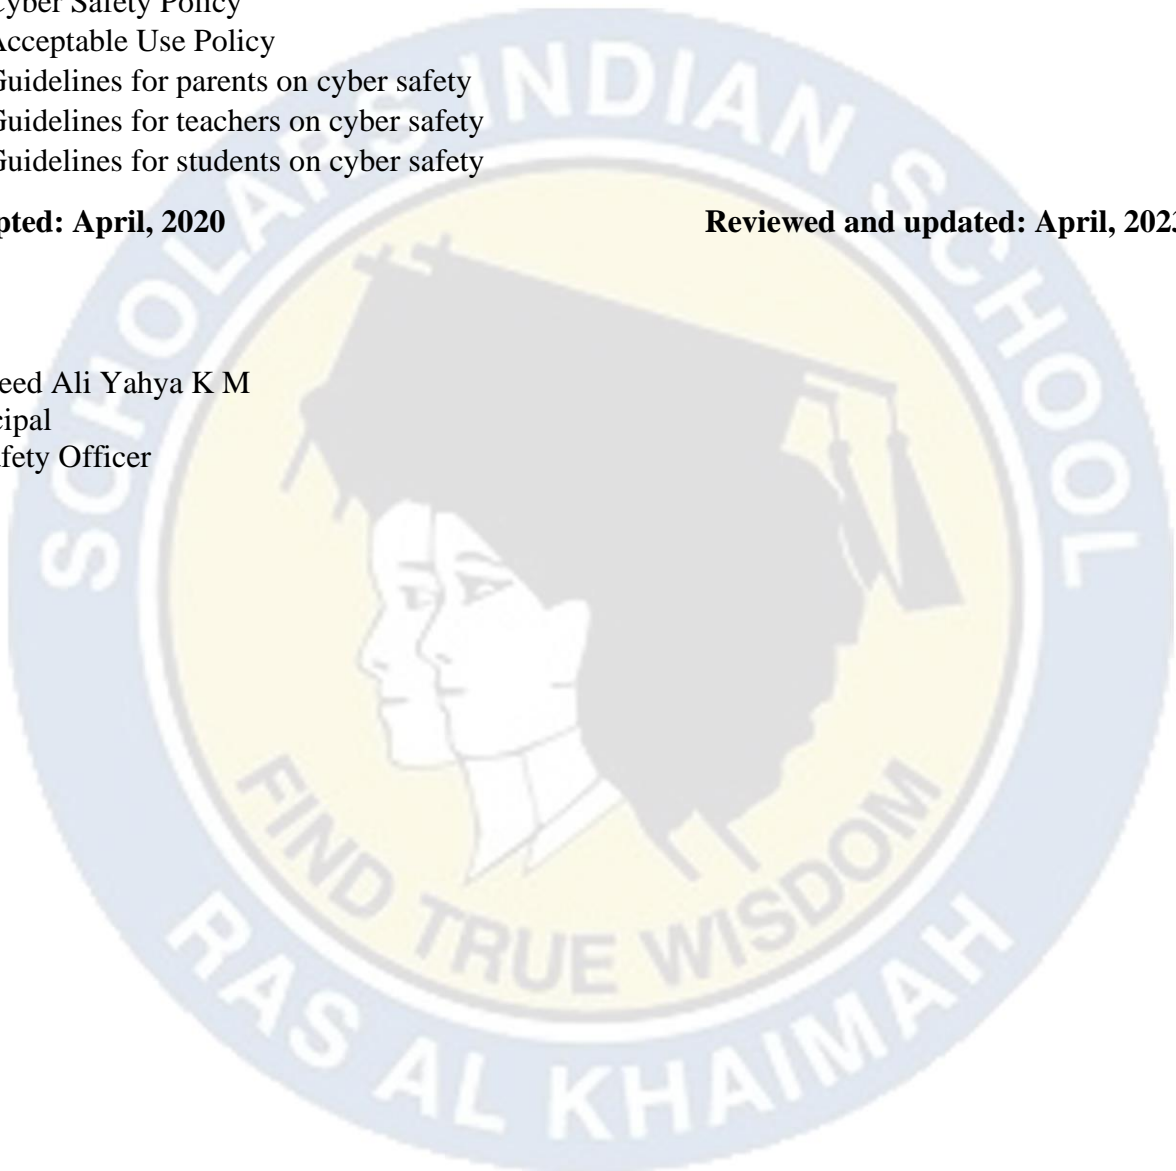 Cyber Safety Policy
Acceptable Use Policy
Guidelines for parents on cyber safety
Guidelines for teachers on cyber safety
Guidelines for students on cyber safety
pted: April, 2020 Reviewed and updated: April, 2023
eed Ali Yahya K M
cipal
fety Officer
SCHOLARS INDIAN SCHOOL
FIND TRUE WISDOM
RAS AL KHAIMAH